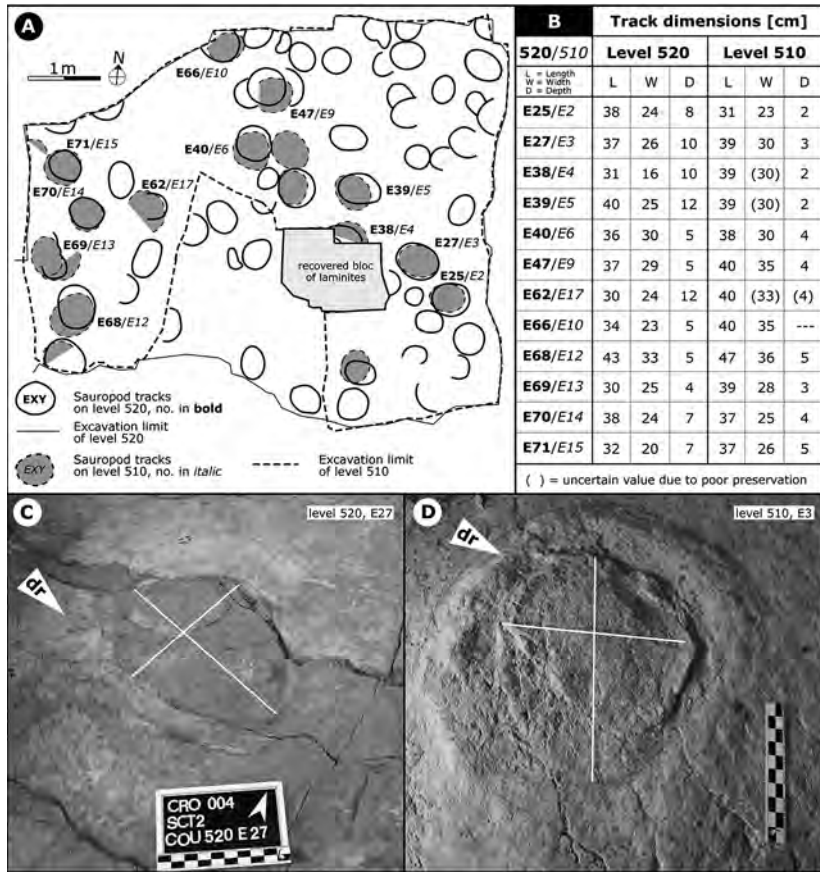 A
1m
N
E66/E10
E47/E9
E71/E15
E40/E6
E62/E17
E39/E5
E70/E14
E38/E4
E69/E13
E27/E3
recovered bloc
of laminites
E25/E2
E68/E12
EXY Sauropod tracks
on level 520, no. in bold
Excavation limit
of level 520
EXY Sauropod tracks
on level 510, no. in italic
Excavation limit
of level 510
B Track dimensions [cm]
520/510 Level 520 Level 510
L = Length
W = Width
D = Depth
L W D L W D
E25/E2 38 24 8 31 23 2
E27/E3 37 26 10 39 30 3
E38/E4 31 16 10 39 (30) 2
E39/E5 40 25 12 39 (30) 2
E40/E6 36 30 5 38 30 4
E47/E9 37 29 5 40 35 4
E62/E17 30 24 12 40 (33) (4)
E66/E10 34 23 5 40 35 ---
E68/E12 43 33 5 47 36 5
E69/E13 30 25 4 39 28 3
E70/E14 38 24 7 37 25 4
E71/E15 32 20 7 37 26 5
( ) = uncertain value due to poor preservation
C
level 520, E27
dr
CRO 004
SCT2
COU 520 E 27
D
level 510, E3
dr